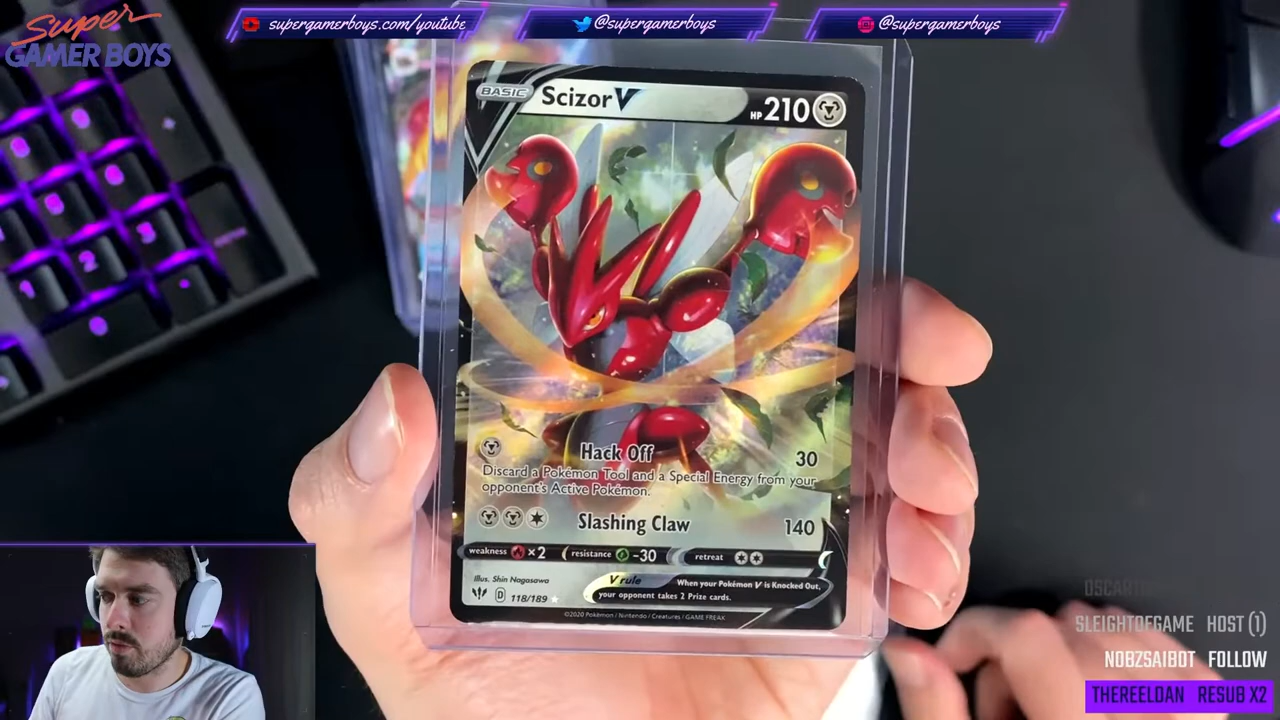 Super
GAMER BOYS
supergamerboys.com/youtube
@supergamerboys
@supergamerboys
BASIC
Scizor V
HP 210
Hack Off 30
Discard a Pokémon Tool and a Special Energy from your
opponent's Active Pokémon.
Slashing Claw 140
weakness ×2 resistance -30 retreat
Illus. Shin Nagasawa
V rule When your Pokémon V is Knocked Out,
your opponent takes 2 Prize cards.
D 118/189
©2020 Pokémon / Nintendo / Creatures / GAME FREAK
SLEIGHTOFGAME HOST (1)
NOBZSAIBOT FOLLOW
THEREELDAN RESUB X2